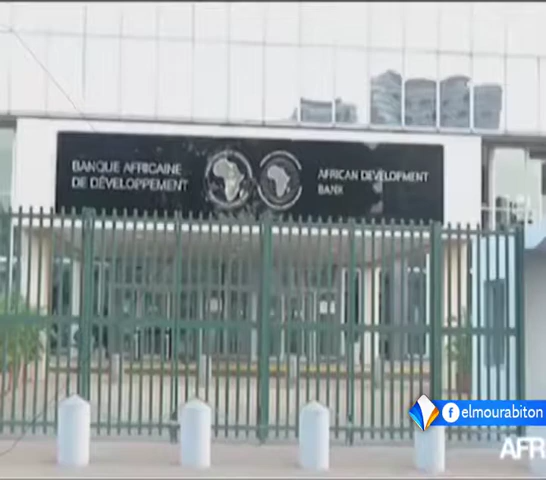 BANQUE AFRICAINE
DE DÉVELOPPEMENT
AFRICAN DEVELOPMENT
BANK
elmourabiton
AFR